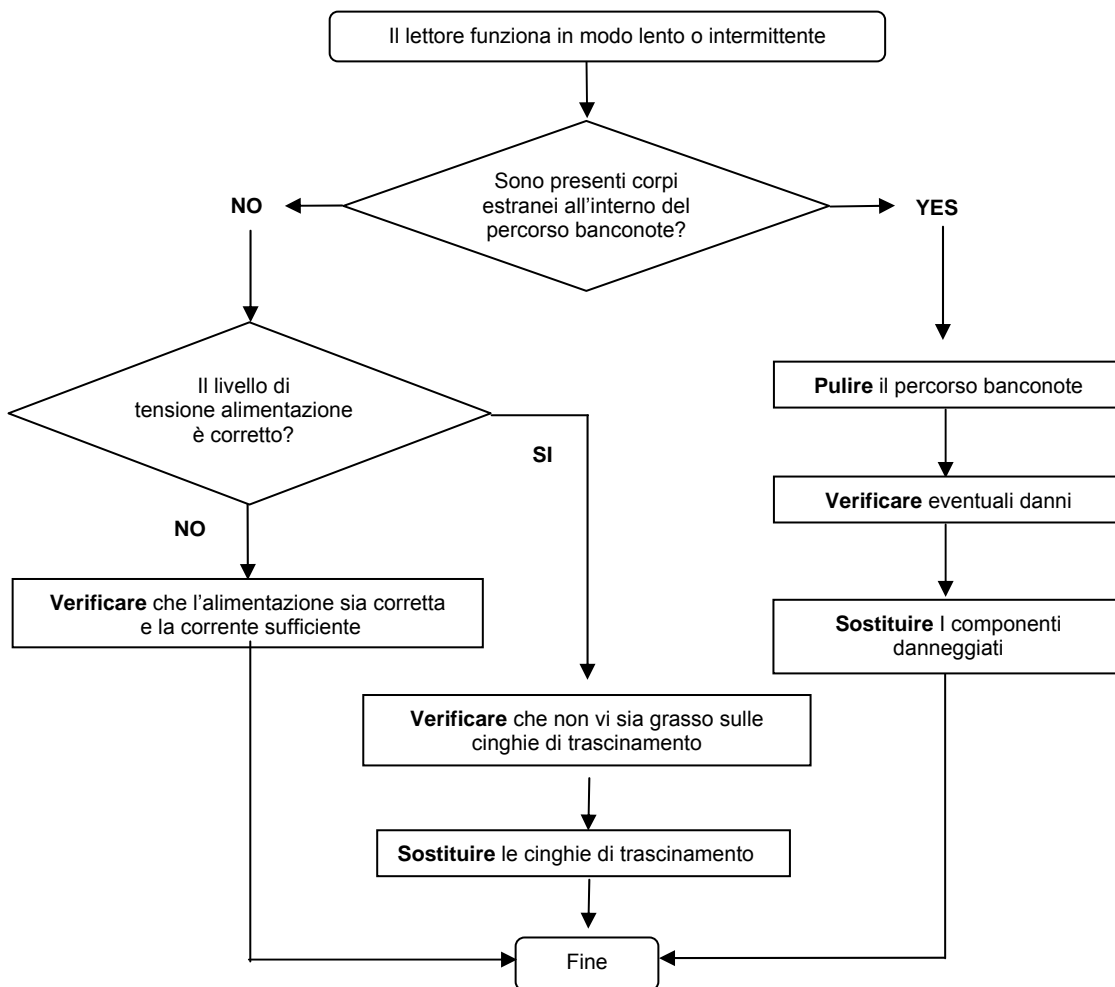 Il lettore funziona in modo lento o intermittente
Sono presenti corpi
estranei all'interno del
percorso banconote?
NO
YES
Il livello di
tensione alimentazione
è corretto?
Pulire il percorso banconote
SI
Verificare eventuali danni
NO
Verificare che l'alimentazione sia corretta
e la corrente sufficiente
Sostituire I componenti
danneggiati
Verificare che non vi sia grasso sulle
cinghie di trascinamento
Sostituire le cinghie di trascinamento
Fine